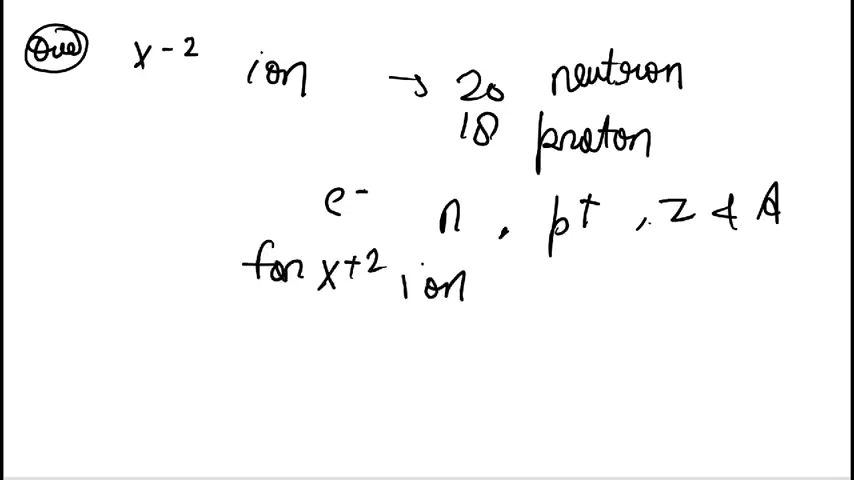 Que x-2 ion → 20 neutron
18 proton
e- n, p+, Z & A
for x+2 ion